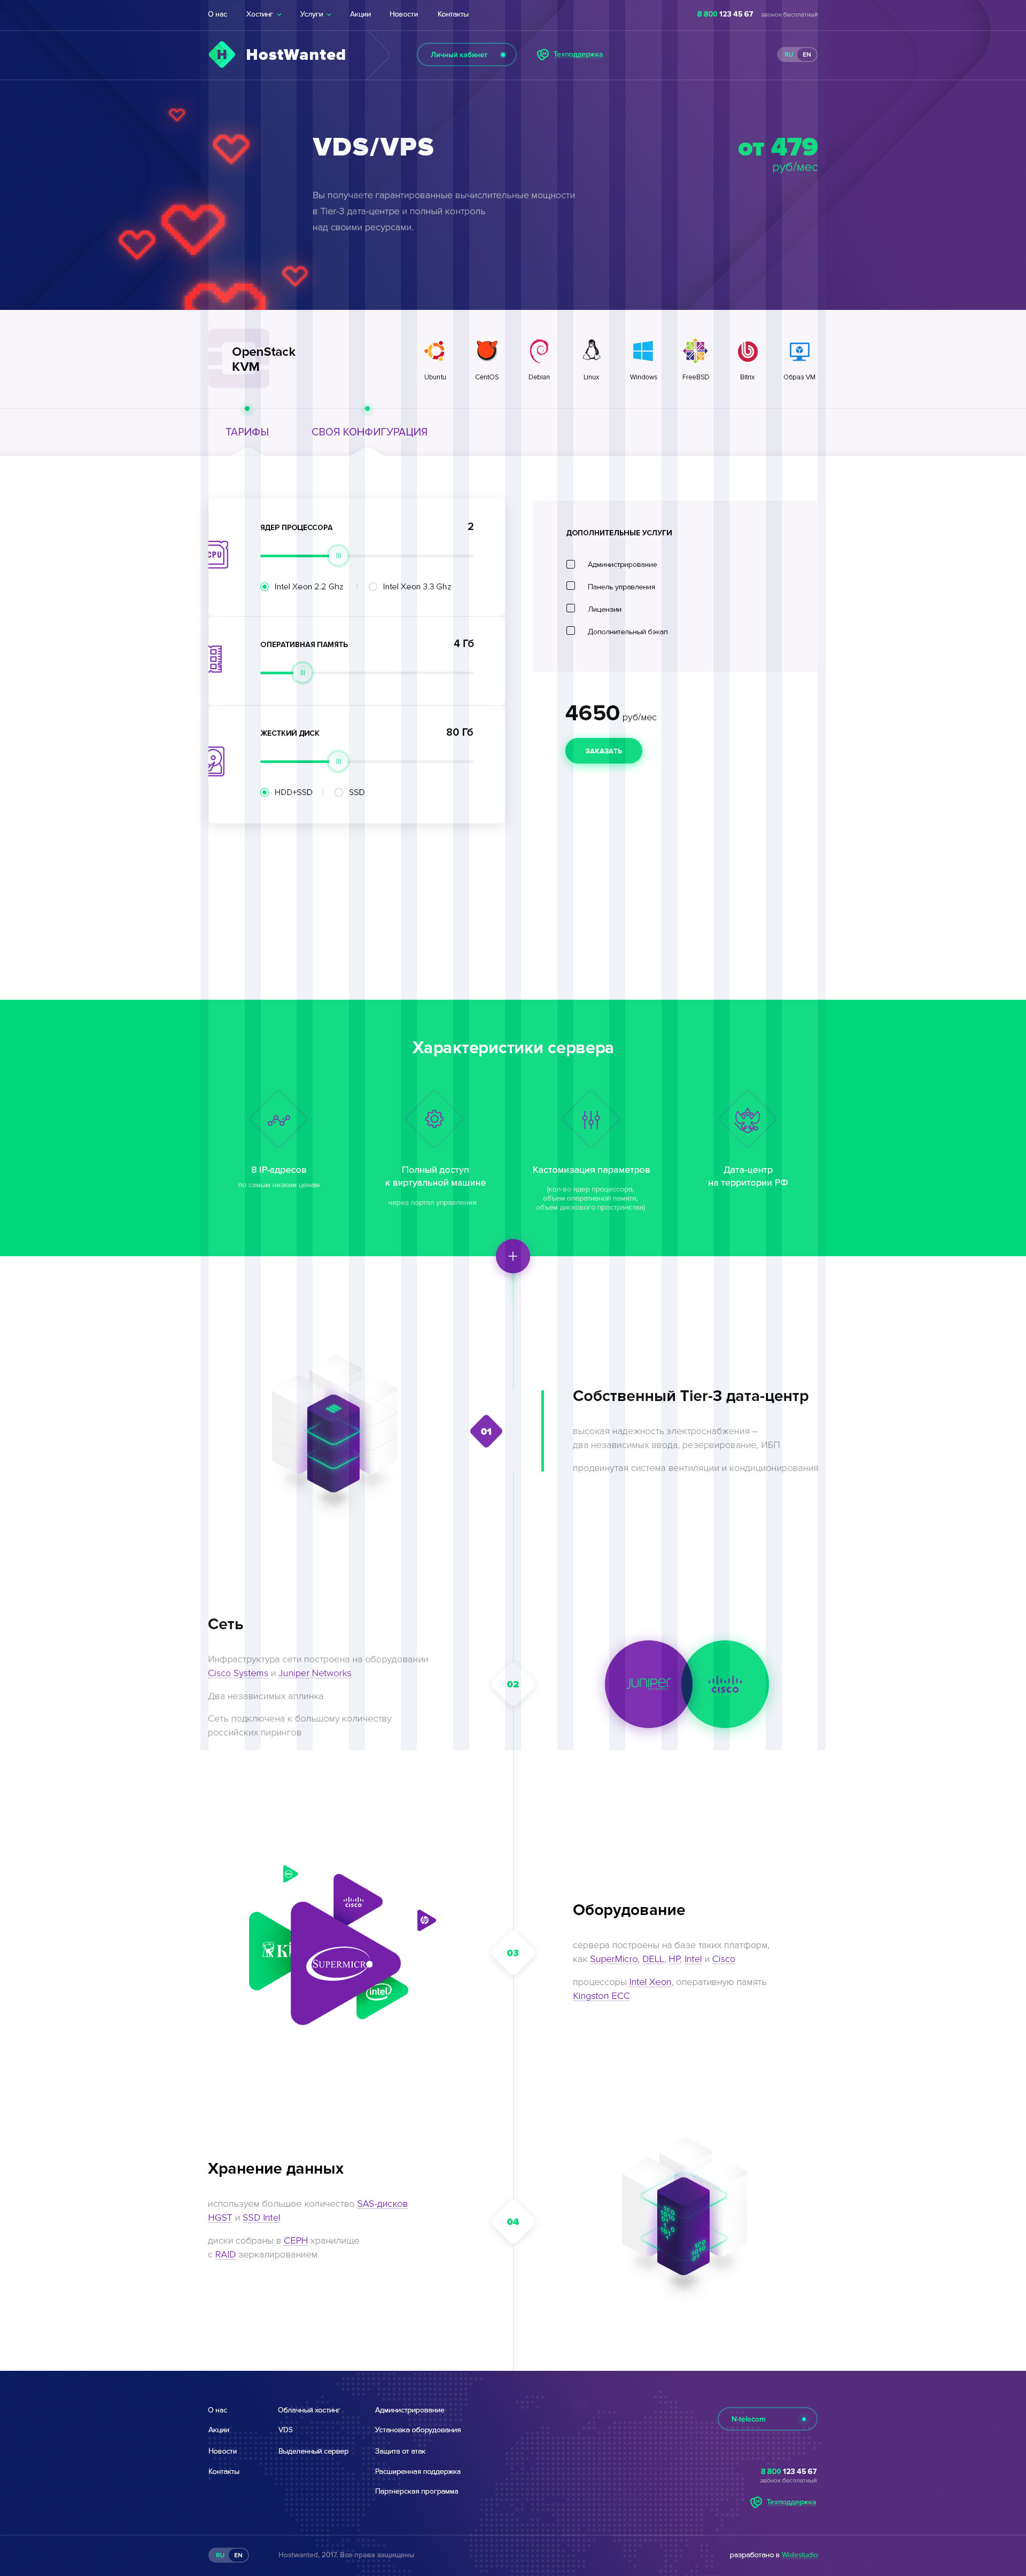 О нас Хостинг Услуги Акции Новости Контакты 8 800 123 45 67 звонок бесплатный
H HostWanted Личный кабинет Техподдержка RU EN
VDS/VPS
от 479
руб/мес
Вы получаете гарантированные вычислительные мощности
в Tier-3 дата-центре и полный контроль
над своими ресурсами.
OpenStack
KVM
Ubuntu CentOS Debian Linux Windows FreeBSD Bitrix Образ VM
ТАРИФЫ СВОЯ КОНФИГУРАЦИЯ
ЯДЕР ПРОЦЕССОРА 2
CPU
Intel Xeon 2.2 Ghz Intel Xeon 3.3 Ghz
ОПЕРАТИВНАЯ ПАМЯТЬ 4 Гб
ЖЕСТКИЙ ДИСК 80 Гб
HDD+SSD SSD
ДОПОЛНИТЕЛЬНЫЕ УСЛУГИ
Администрирование
Панель управления
Лицензии
Дополнительный бэкап
4650 руб/мес
ЗАКАЗАТЬ
Характеристики сервера
8 IP-адресов
по самым низким ценам
Полный доступ
к виртуальной машине
через портал управления
Кастомизация параметров
(кол-во ядер процессора,
объем оперативной памяти,
объем дискового пространства)
Дата-центр
на территории РФ
01
Собственный Tier-3 дата-центр
высокая надежность электроснабжения –
два независимых ввода, резервирование, ИБП
продвинутая система вентиляции и кондиционирования
Сеть
Инфраструктура сети построена на оборудовании
Cisco Systems и Juniper Networks
Два независимых аплинка
Сеть подключена к большому количеству
российских пирингов
02
juniper
CISCO
CISCO
hp
Ki
SUPERMICRO
intel
03
Оборудование
сервера построены на базе таких платформ,
как SuperMicro, DELL, HP, Intel и Cisco
процессоры Intel Xeon, оперативную память
Kingston ECC
Хранение данных
используем большое количество SAS-дисков
HGST и SSD Intel
диски собраны в CEPH хранилище
с RAID зеркалированием
04
О нас
Акции
Новости
Контакты
Облачный хостинг
VDS
Выделенный сервер
Администрирование
Установка оборудования
Защита от атак
Расширенная поддержка
Партнерская программа
N-telecom
8 800 123 45 67
звонок бесплатный
Техподдержка
RU EN Hostwanted, 2017. Все права защищены разработано в Widestudio